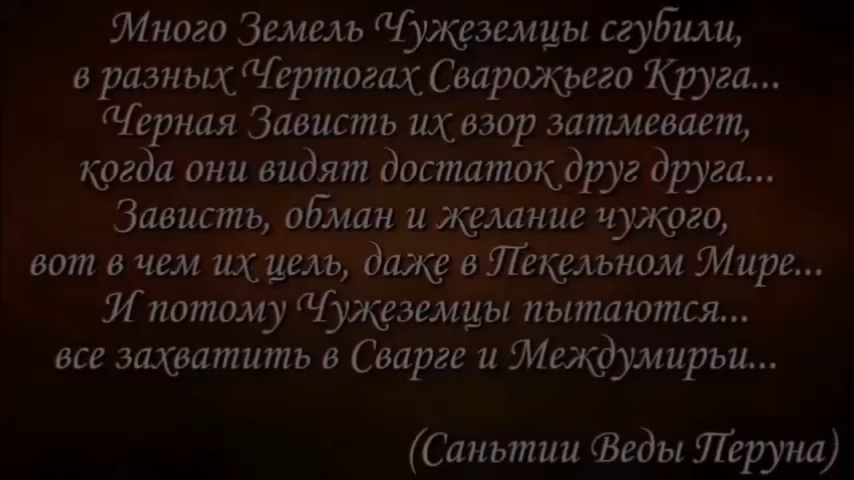 Много Земель Чужеземцы сгубили,
в разных Чертогах Сварожьего Круга...
Черная Зависть их взор затмевает,
когда они видят достаток друг друга...
Зависть, обман и желание чужого,
вот в чем их цель, даже в Пекельном Мире...
И потому Чужеземцы пытаются...
все захватить в Сварге и Междумирьи...
(Саньтии Веды Перуна)